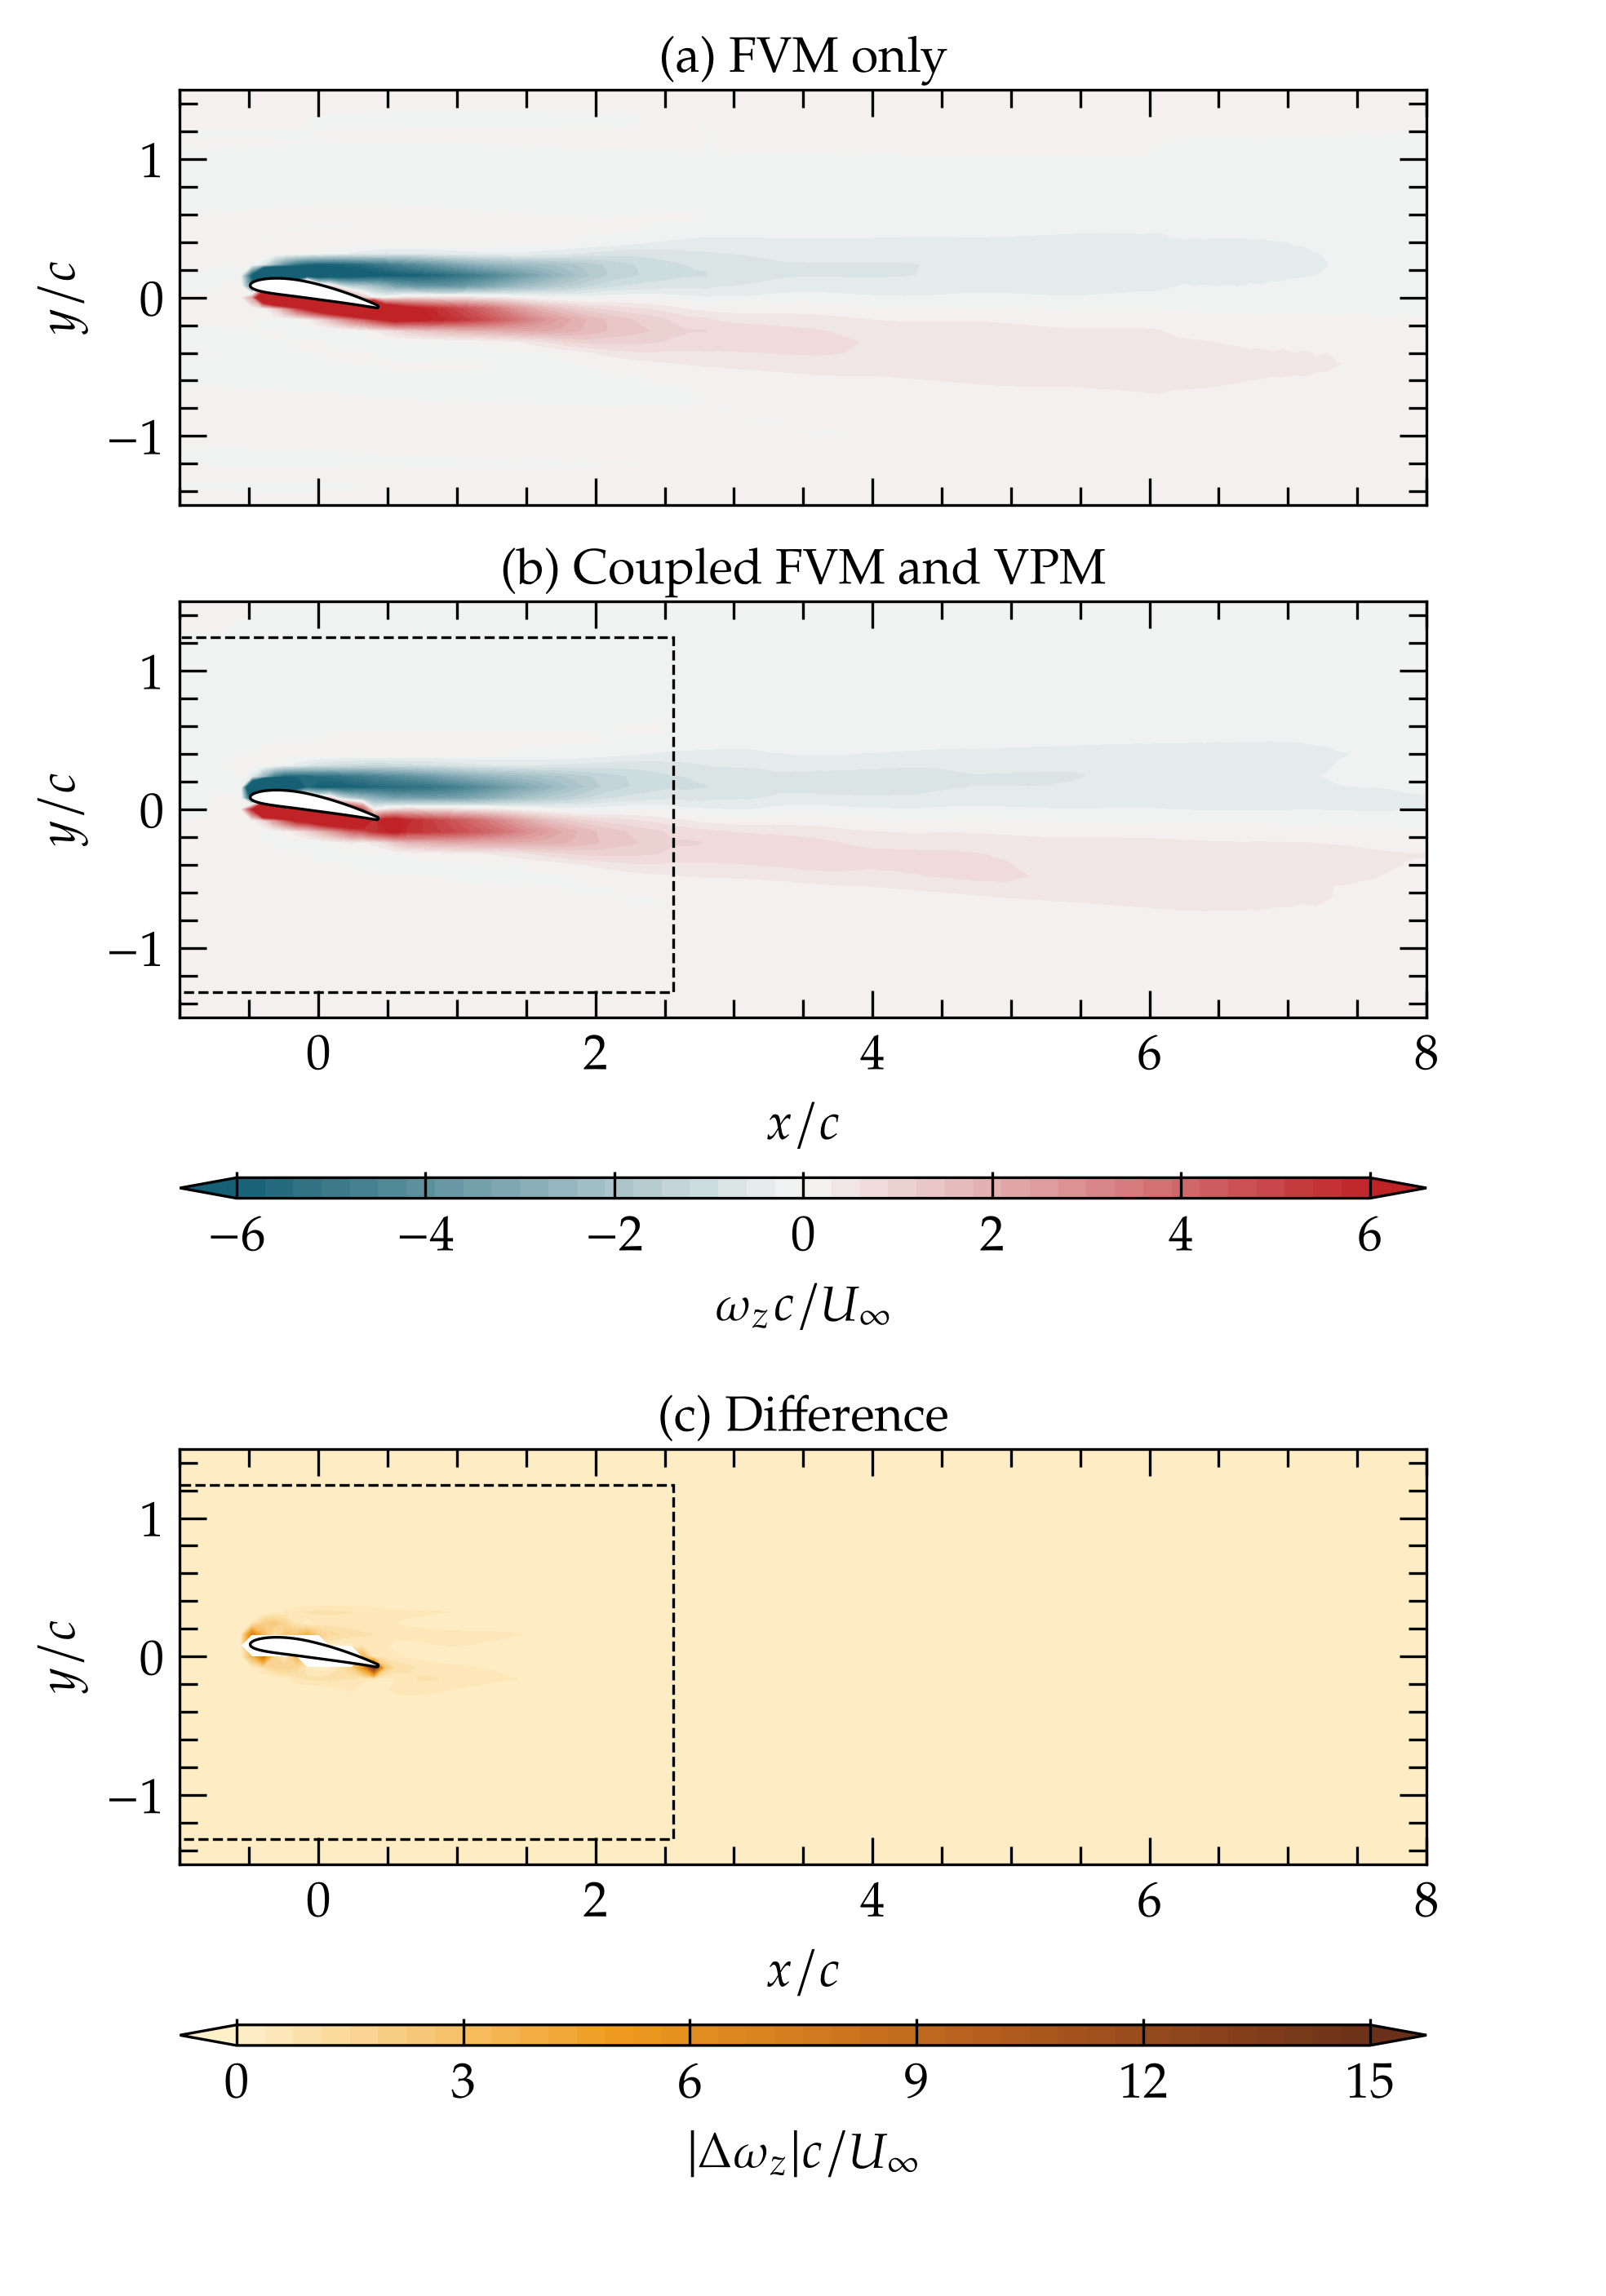 (a) FVM only
1
0
−1
y/c
(b) Coupled FVM and VPM
1
0
−1
y/c
0 2 4 6 8
x/c
−6 −4 −2 0 2 4 6
ω_z c/U_∞
(c) Difference
1
0
−1
y/c
0 2 4 6 8
x/c
0 3 6 9 12 15
|Δω_z|c/U_∞